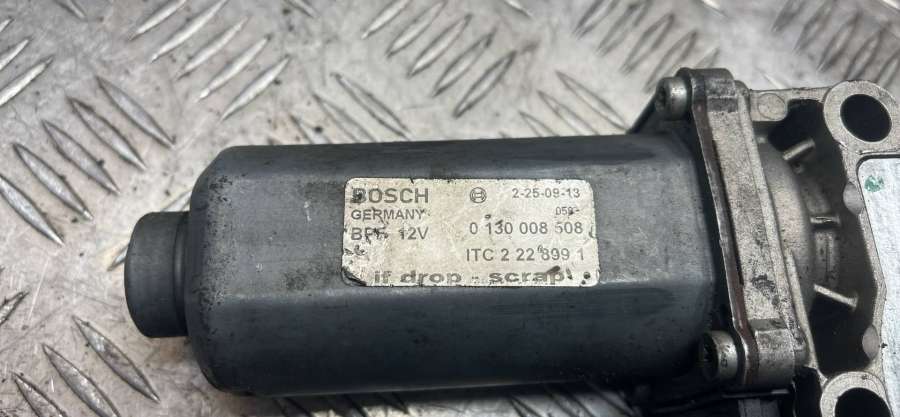 BOSCH 2-25-09-13
GERMANY
12V 0 130 008 508
ITC 2 22 899 1
if drop - scrap!